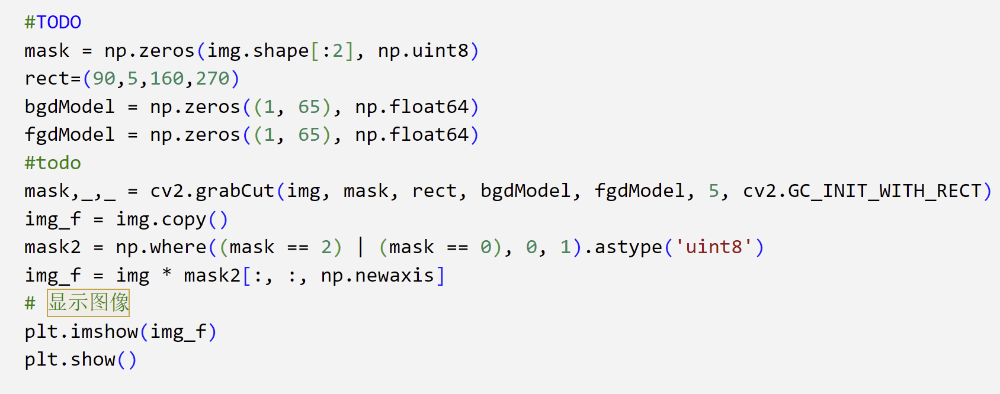 #TODO
mask = np.zeros(img.shape[:2], np.uint8)
rect=(90,5,160,270)
bgdModel = np.zeros((1, 65), np.float64)
fgdModel = np.zeros((1, 65), np.float64)
#todo
mask,_,_ = cv2.grabCut(img, mask, rect, bgdModel, fgdModel, 5, cv2.GC_INIT_WITH_RECT)
img_f = img.copy()
mask2 = np.where((mask == 2) | (mask == 0), 0, 1).astype('uint8')
img_f = img * mask2[:, :, np.newaxis]
# 显示图像
plt.imshow(img_f)
plt.show()